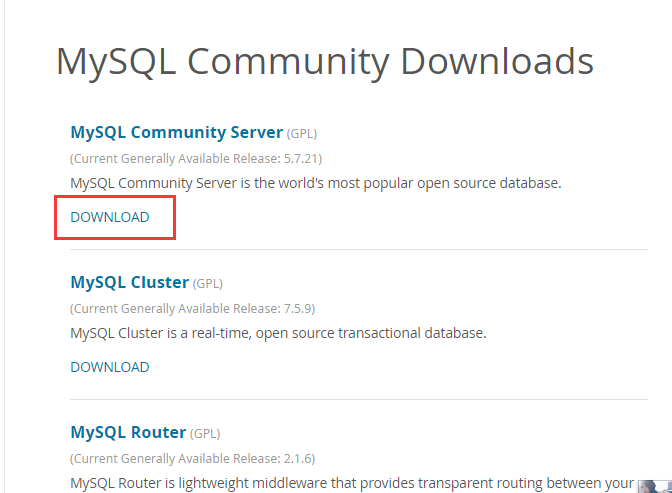 MySQL Community Downloads
MySQL Community Server (GPL)
(Current Generally Available Release: 5.7.21)
MySQL Community Server is the world's most popular open source database.
DOWNLOAD
MySQL Cluster (GPL)
(Current Generally Available Release: 7.5.9)
MySQL Cluster is a real-time, open source transactional database.
DOWNLOAD
MySQL Router (GPL)
(Current Generally Available Release: 2.1.6)
MySQL Router is lightweight middleware that provides transparent routing between your